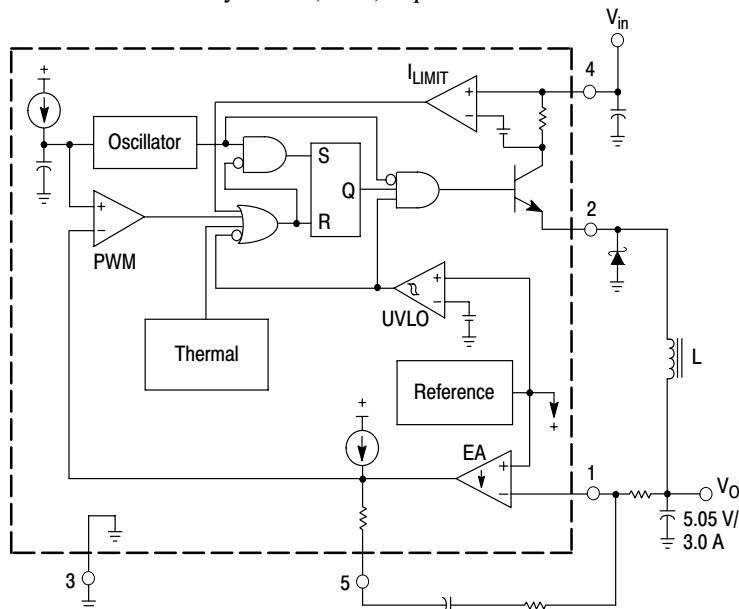 Vin
4
ILIMIT
+
−
+
Oscillator
S
Q
R
+
−
PWM
2
+
−
UVLO
Thermal
L
Reference
+
+
EA
+
−
1
VO
5.05 V/
3.0 A
3
5